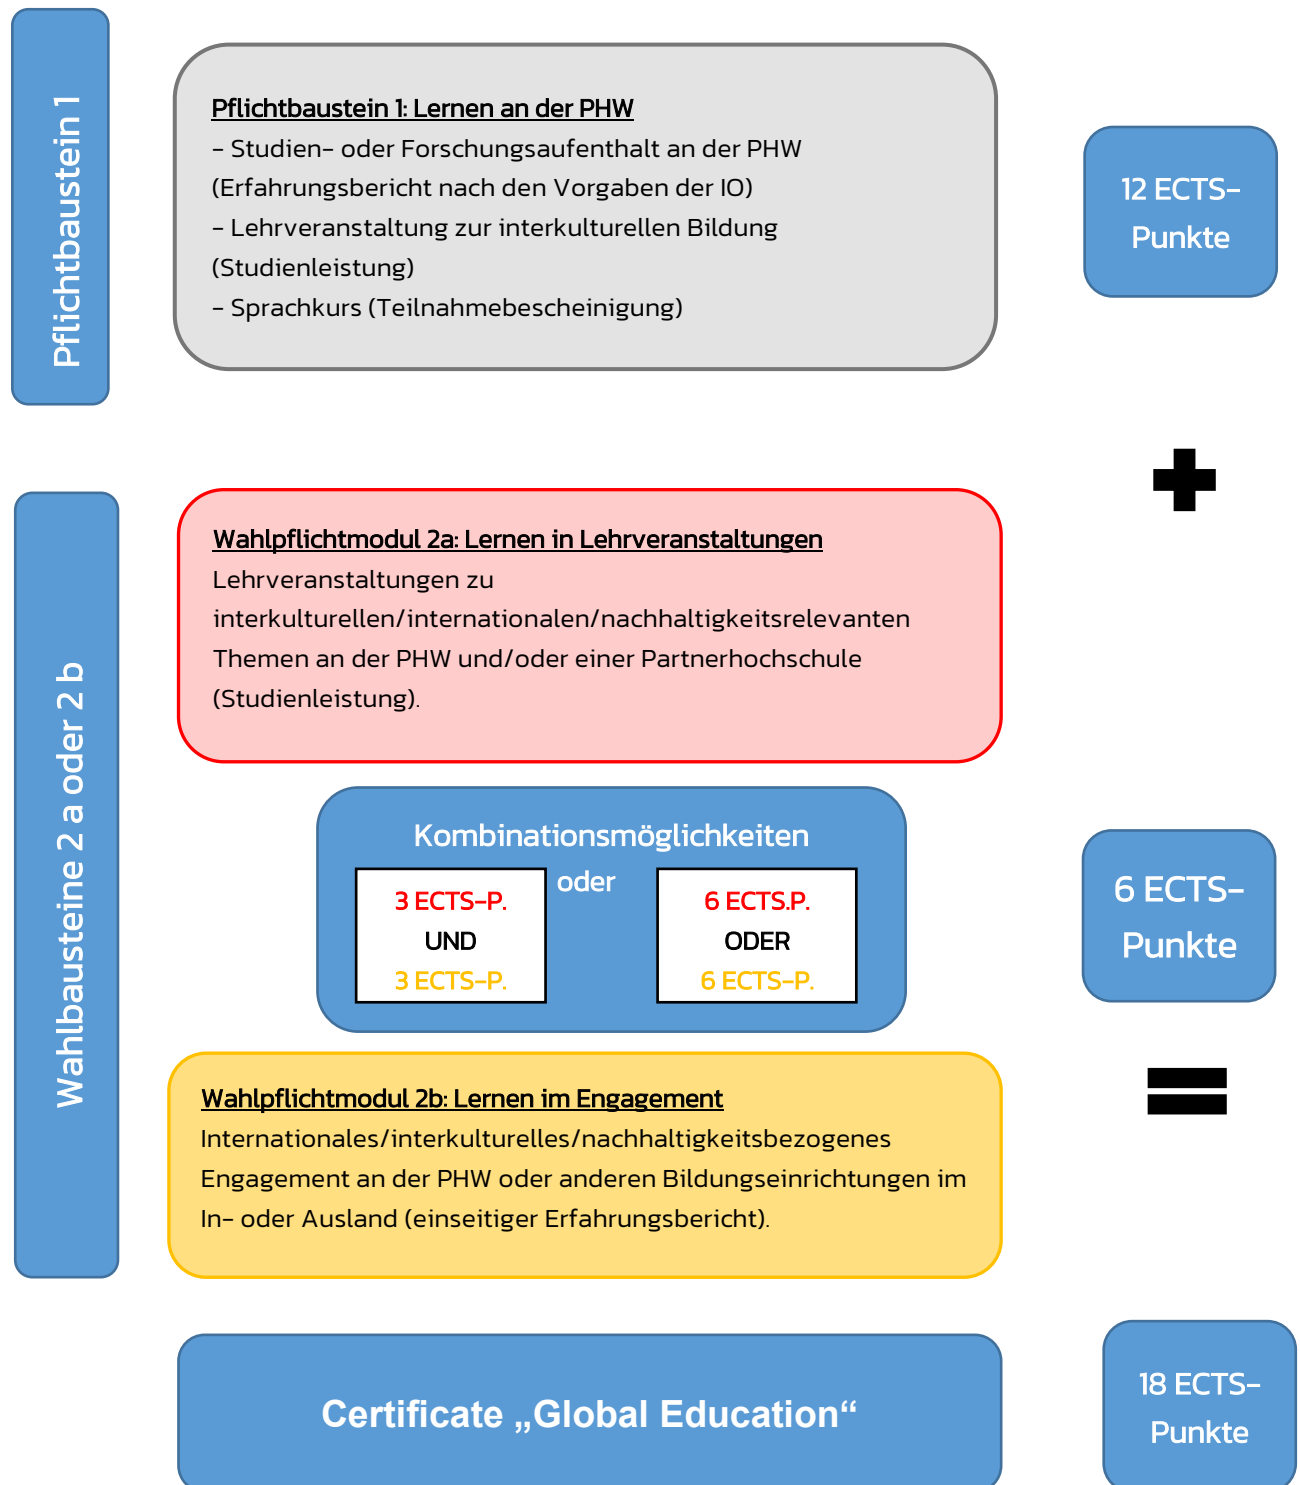 Pflichtbaustein 1
Pflichtbaustein 1: Lernen an der PHW
- Studien- oder Forschungsaufenthalt an der PHW
(Erfahrungsbericht nach den Vorgaben der IO)
- Lehrveranstaltung zur interkulturellen Bildung
(Studienleistung)
- Sprachkurs (Teilnahmebescheinigung)
12 ECTS-
Punkte
Wahlbausteine 2 a oder 2 b
Wahlpflichtmodul 2a: Lernen in Lehrveranstaltungen
Lehrveranstaltungen zu
interkulturellen/internationalen/nachhaltigkeitsrelevanten
Themen an der PHW und/oder einer Partnerhochschule
(Studienleistung).
Kombinationsmöglichkeiten
3 ECTS-P.
UND
3 ECTS-P.
oder
6 ECTS.P.
ODER
6 ECTS-P.
6 ECTS-
Punkte
Wahlpflichtmodul 2b: Lernen im Engagement
Internationales/interkulturelles/nachhaltigkeitsbezogenes
Engagement an der PHW oder anderen Bildungseinrichtungen im
In- oder Ausland (einseitiger Erfahrungsbericht).
Certificate „Global Education“
18 ECTS-
Punkte